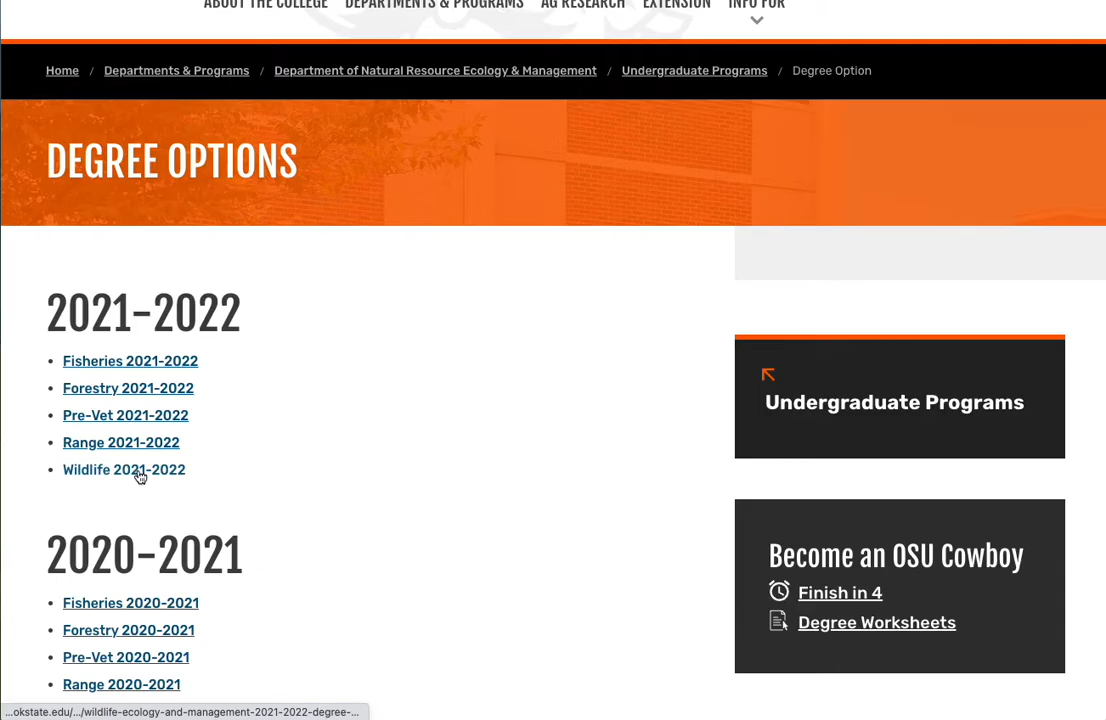 ABOUT THE COLLEGE DEPARTMENTS & PROGRAMS AG RESEARCH EXTENSION INFO FOR
Home / Departments & Programs / Department of Natural Resource Ecology & Management / Undergraduate Programs / Degree Option
DEGREE OPTIONS
2021-2022
• Fisheries 2021-2022
• Forestry 2021-2022
• Pre-Vet 2021-2022
• Range 2021-2022
• Wildlife 2021-2022
2020-2021
• Fisheries 2020-2021
• Forestry 2020-2021
• Pre-Vet 2020-2021
• Range 2020-2021
Undergraduate Programs
Become an OSU Cowboy
Finish in 4
Degree Worksheets
...okstate.edu/.../wildlife-ecology-and-management-2021-2022-degree-...